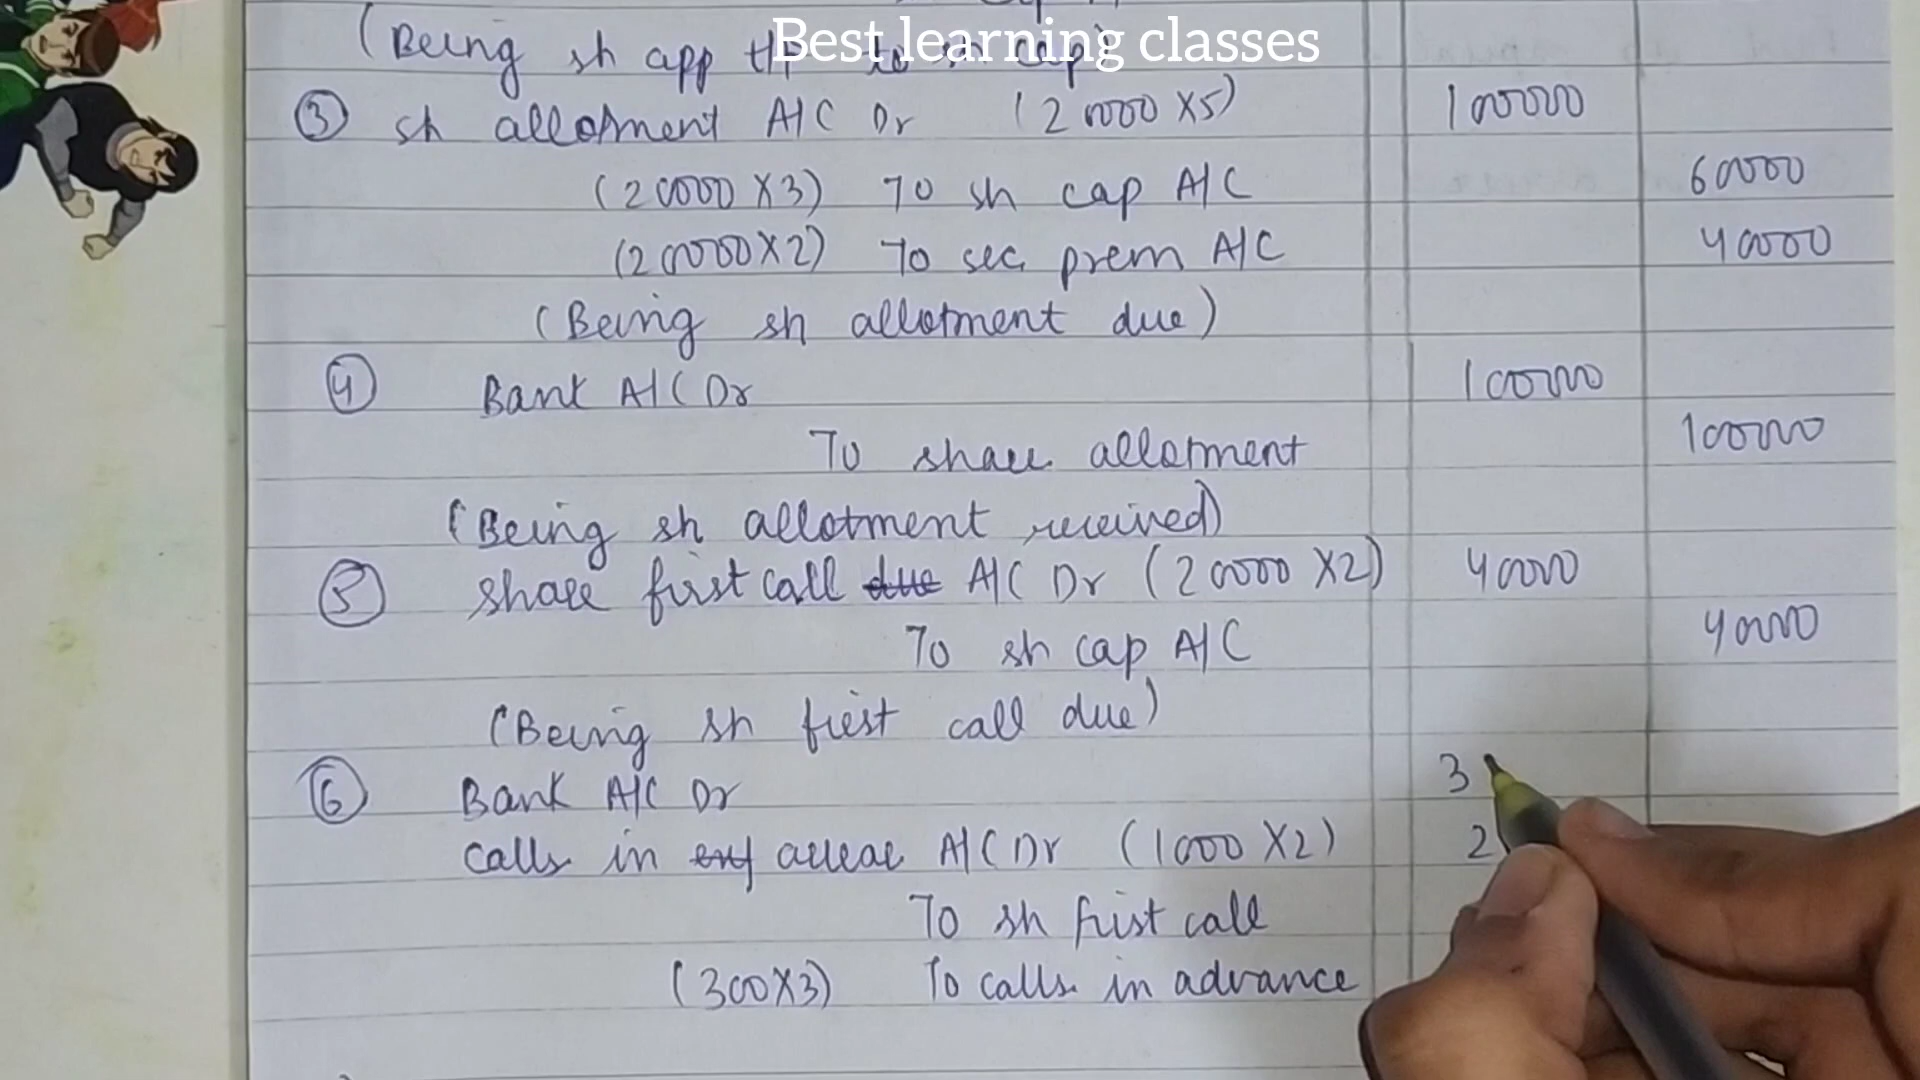 Best learning classes
(Being sh app to sh cap)
③ sh allotment A/C Dr (20000 X5) 100000
(20000 X3) To sh cap A/C 60000
(20000X2) To sec. prem A/C 40000
(Being sh allotment due)
④ Bank A/C Dr 100000
To share allotment 100000
(Being sh allotment received)
⑤ share first call due A/C Dr (20000 X2) 40000
To sh cap A/C 40000
(Being sh first call due)
⑥ Bank A/C Dr 3
calls in arrear A/C Dr (1000 X2) 2
To sh first call
(300X3) To calls in advance